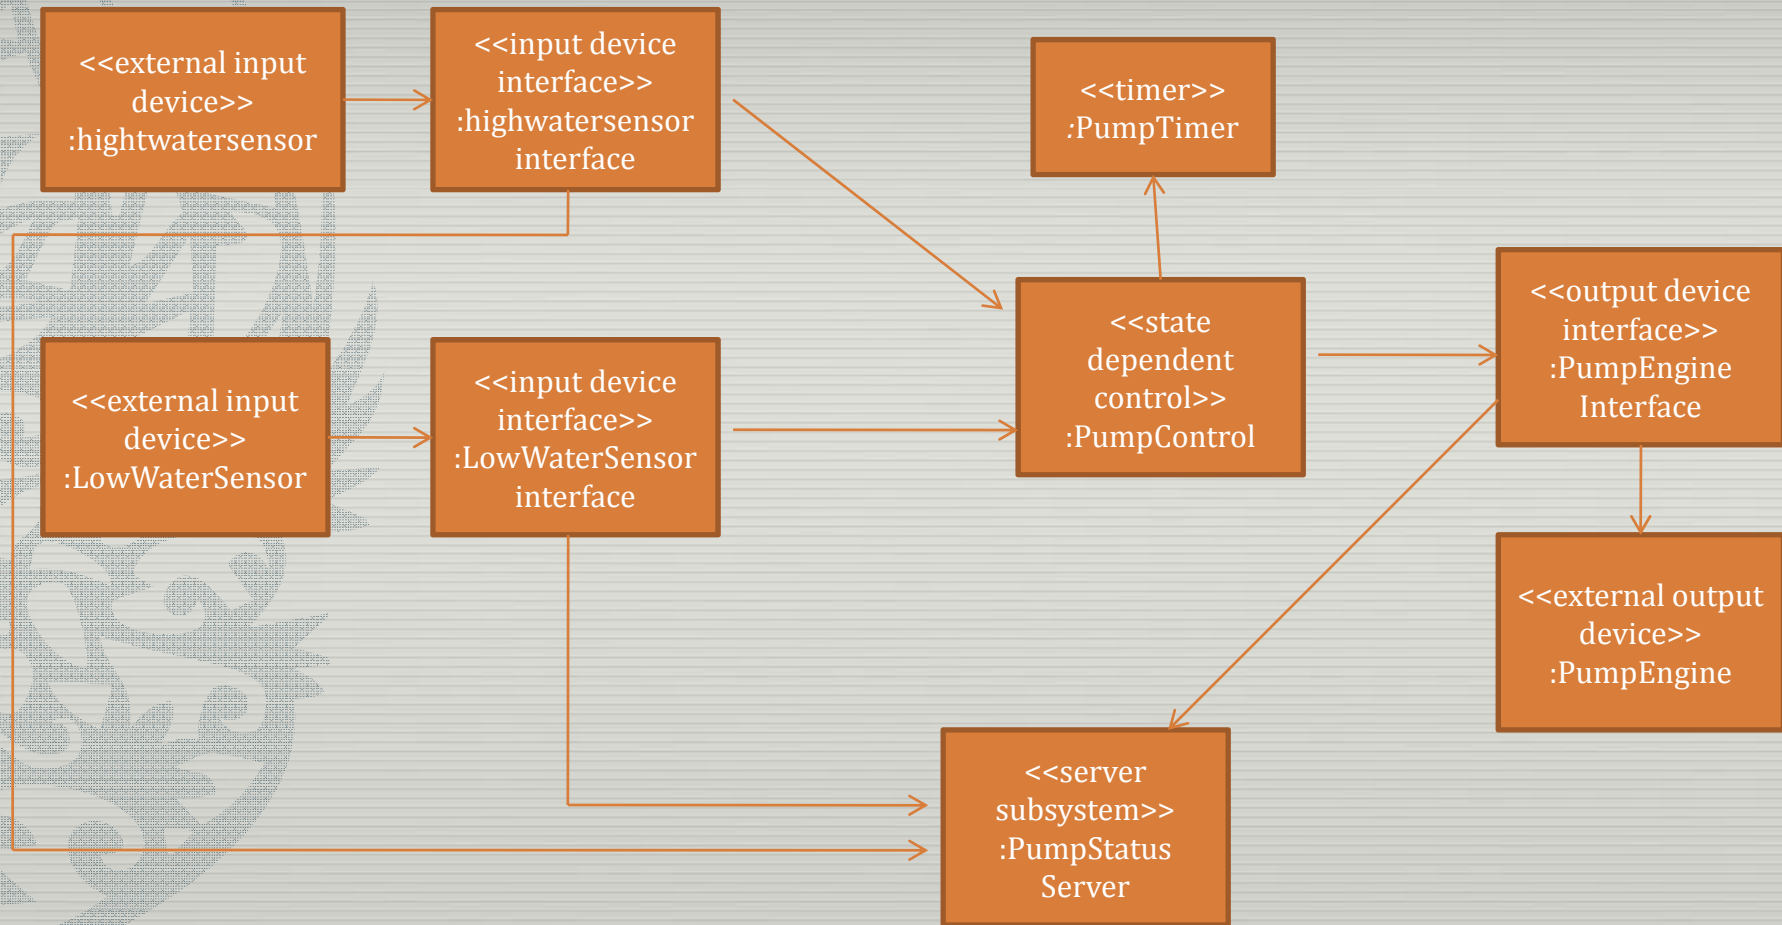 <<external input
device>>
:hightwatersensor
<<input device
interface>>
:highwatersensor
interface
<<timer>>
:PumpTimer
<<external input
device>>
:LowWaterSensor
<<input device
interface>>
:LowWaterSensor
interface
<<state
dependent
control>>
:PumpControl
<<output device
interface>>
:PumpEngine
Interface
<<external output
device>>
:PumpEngine
<<server
subsystem>>
:PumpStatus
Server